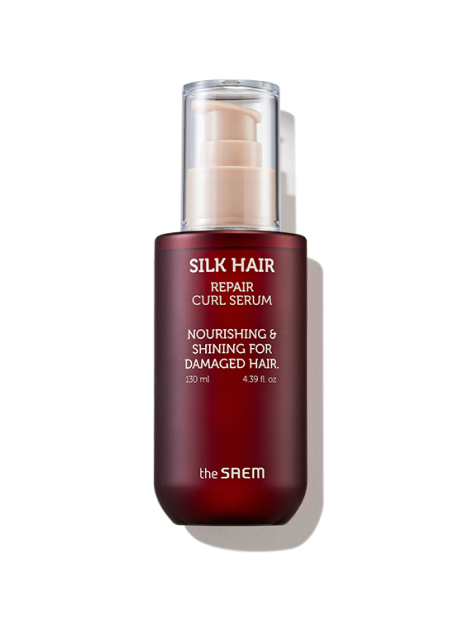 SILK HAIR
REPAIR
CURL SERUM
NOURISHING &
SHINING FOR
DAMAGED HAIR.
130 ml 4.39 fl. oz
the SAEM